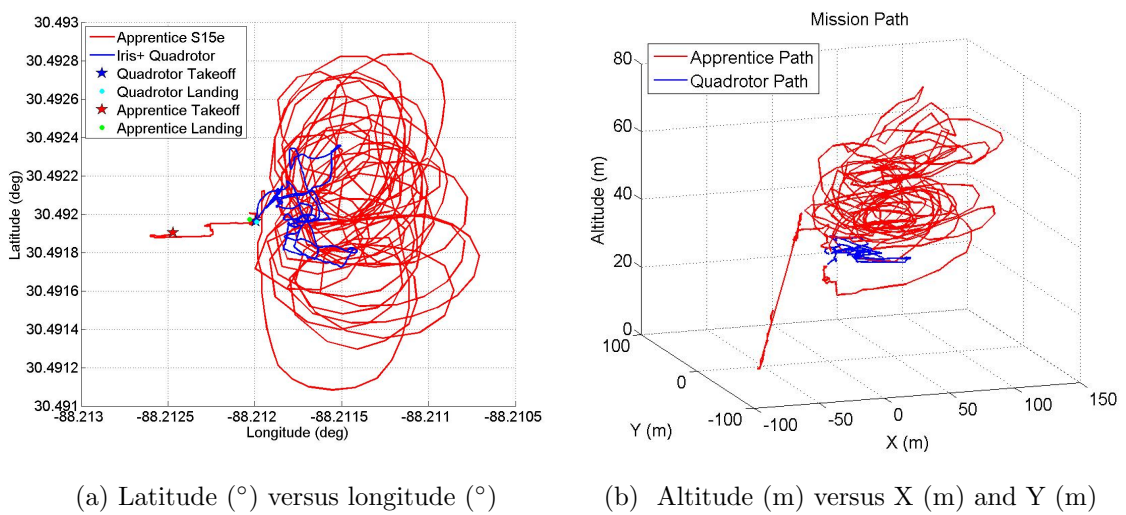 30.493
30.4928
30.4926
30.4924
30.4922
30.492
30.4918
30.4916
30.4914
30.4912
30.491
Latitude (deg)
Apprentice S15e
Iris+ Quadrotor
Quadrotor Takeoff
Quadrotor Landing
Apprentice Takeoff
Apprentice Landing
-88.213 -88.2125 -88.212 -88.2115 -88.211 -88.2105
Longitude (deg)
(a) Latitude (°) versus longitude (°)
Mission Path
Apprentice Path
Quadrotor Path
80
60
40
20
0
Altitude (m)
100
0
-100
Y (m)
-100 -50 0 50 100 150
X (m)
(b) Altitude (m) versus X (m) and Y (m)